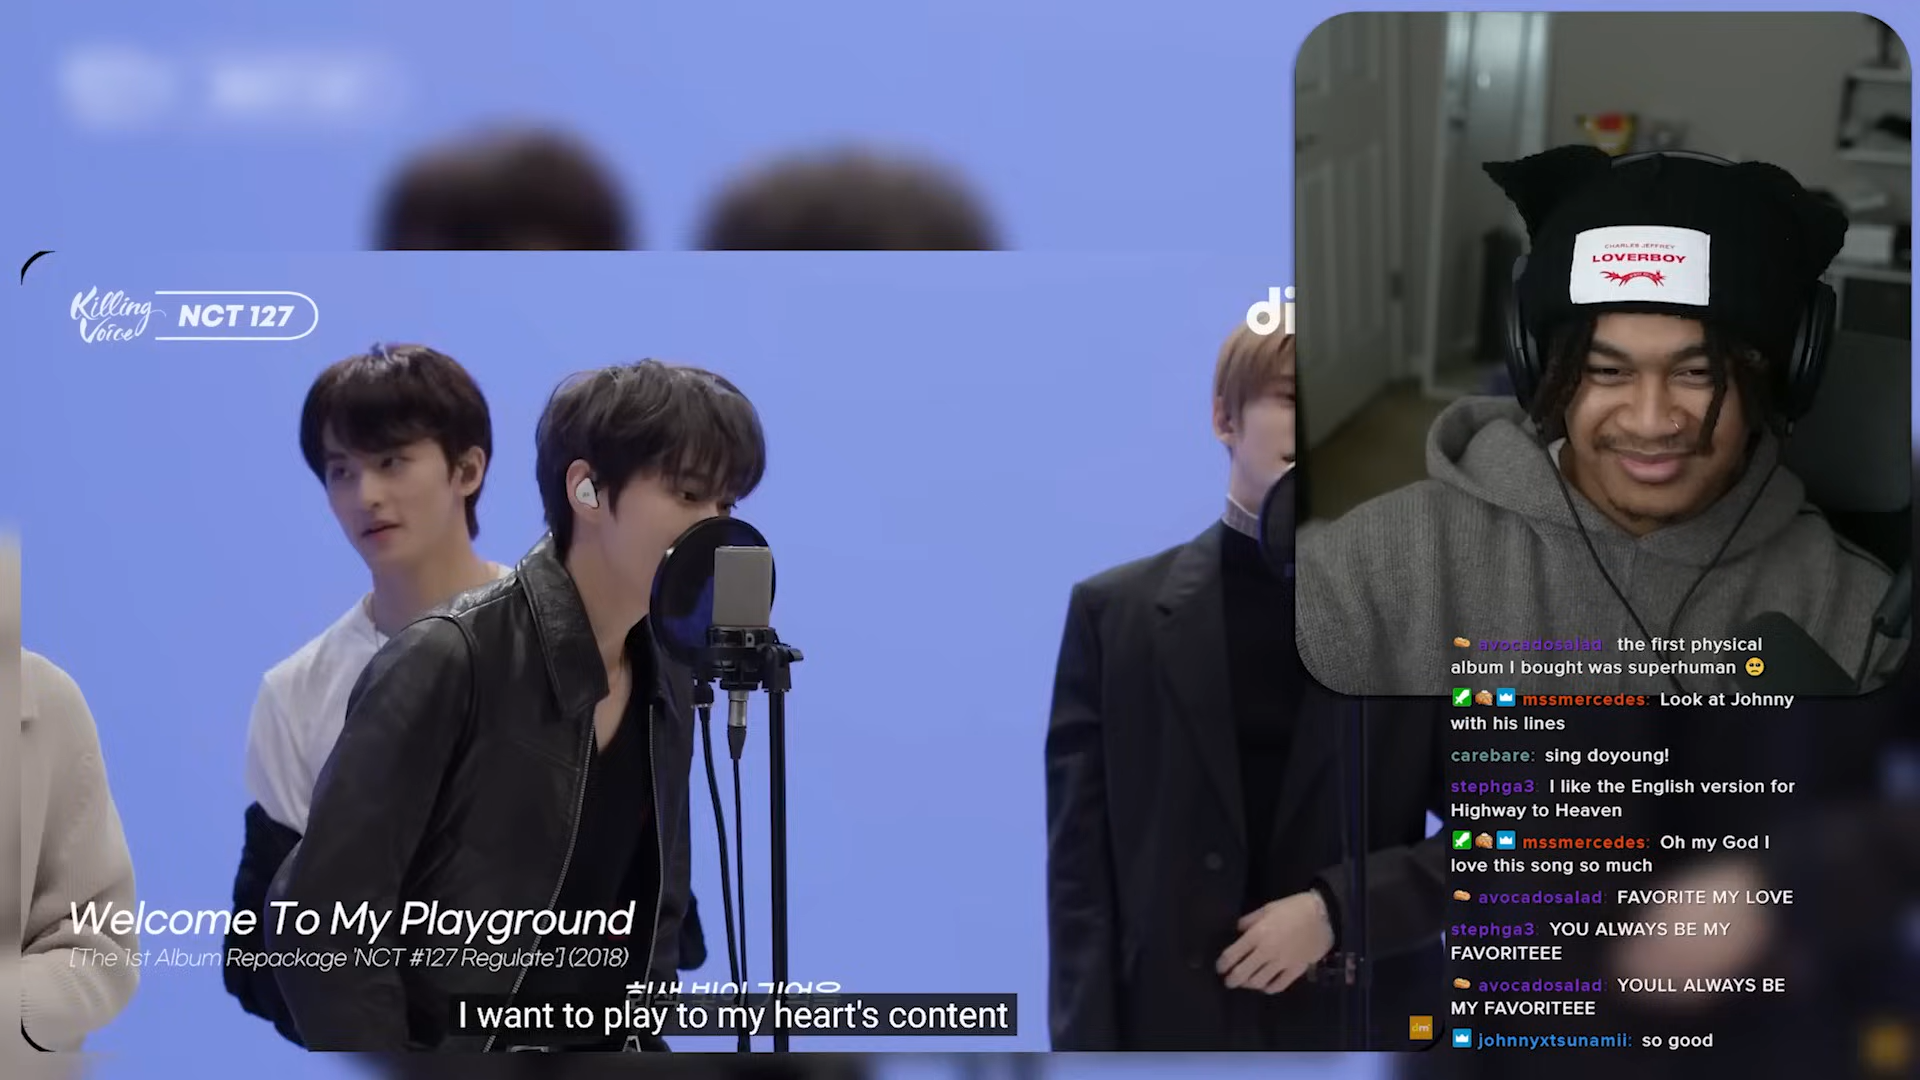 Killing Voice
NCT 127
di
CHARLES JEFFREY
LOVERBOY
avocadosalad: the first physical
album I bought was superhuman 🥺
mssmercedes: Look at Johnny
with his lines
carebare: sing doyoung!
stephga3: I like the English version for
Highway to Heaven
mssmercedes: Oh my God I
love this song so much
avocadosalad: FAVORITE MY LOVE
stephga3: YOU ALWAYS BE MY
FAVORITEEE
avocadosalad: YOULL ALWAYS BE
MY FAVORITEEE
johnnyxtsunamii: so good
Welcome To My Playground
[The 1st Album Repackage 'NCT #127 Regulate'] (2018)
I want to play to my heart's content